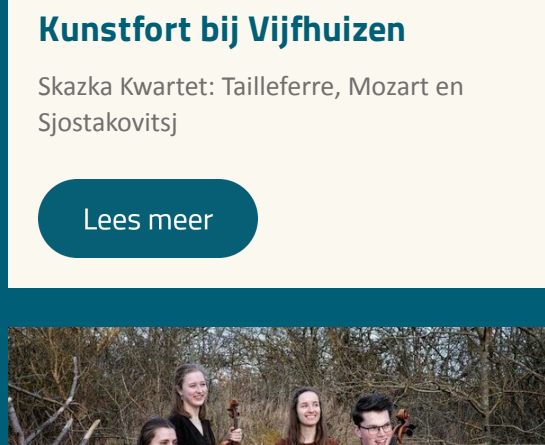 Kunstfort bij Vijfhuizen
Skazka Kwartet: Tailleferre, Mozart en
Sjostakovitsj
Lees meer